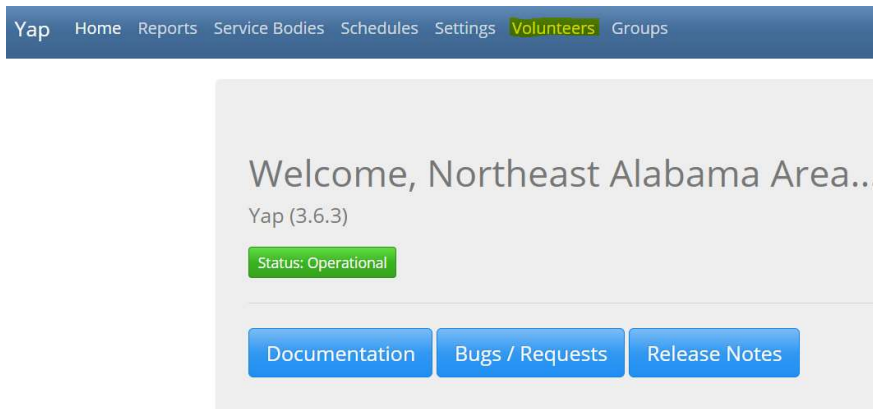 Yap Home Reports Service Bodies Schedules Settings Volunteers Groups
Welcome, Northeast Alabama Area...
Yap (3.6.3)
Status: Operational
Documentation Bugs / Requests Release Notes